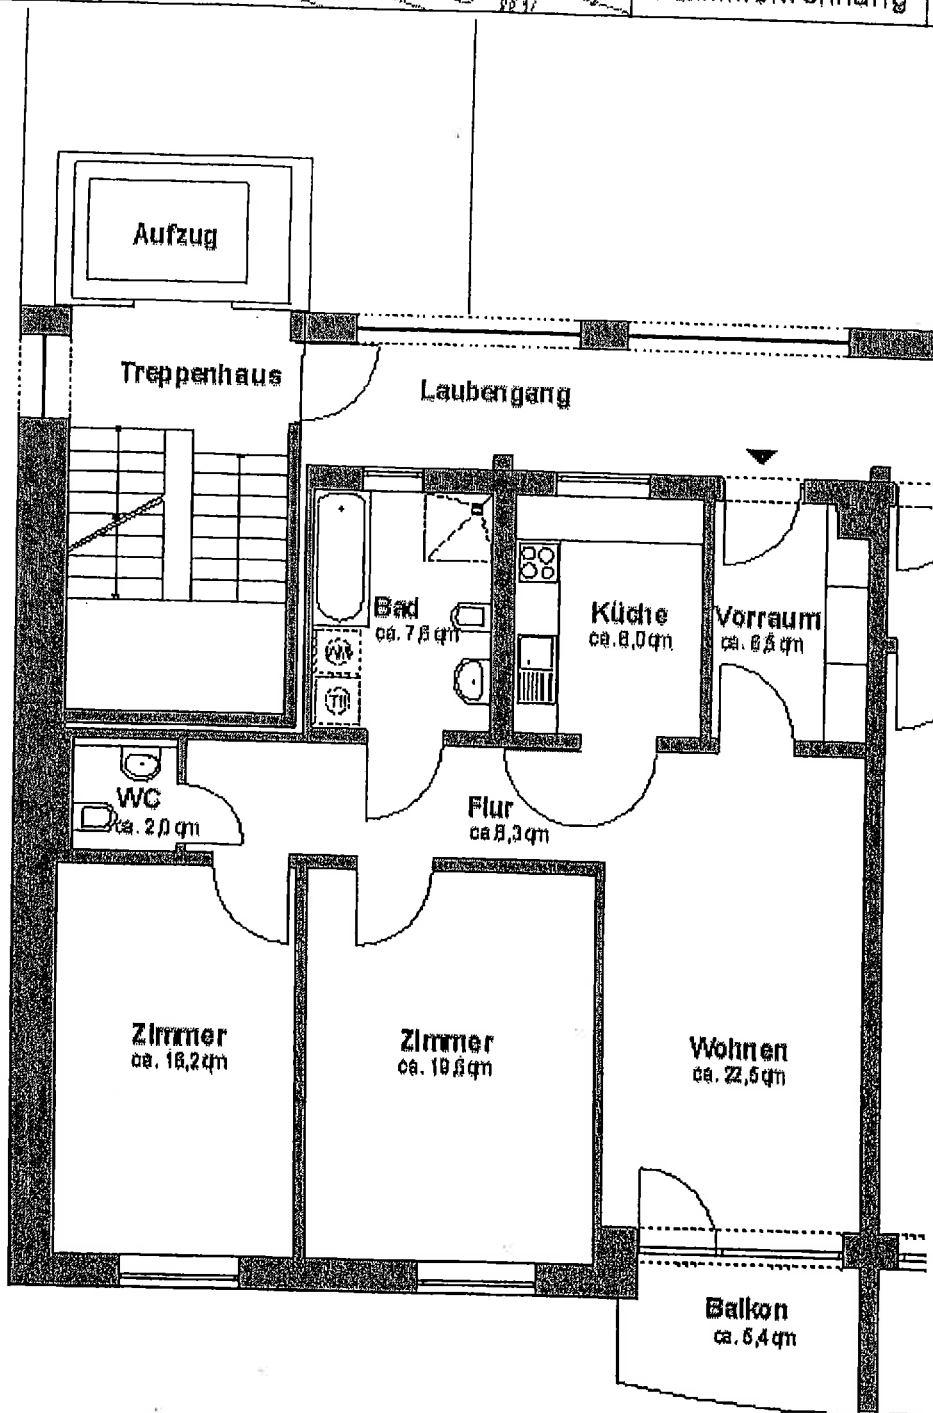 Aufzug
Treppenhaus
Laubengang
Bad
ca. 7,6 qm
Küche
ca. 8,0 qm
Vorraum
ca. 6,5 qm
WC
ca. 2,0 qm
Flur
ca. 8,3 qm
Zimmer
ca. 16,2 qm
Zimmer
ca. 19,6 qm
Wohnen
ca. 22,5 qm
Balkon
ca. 5,4 qm